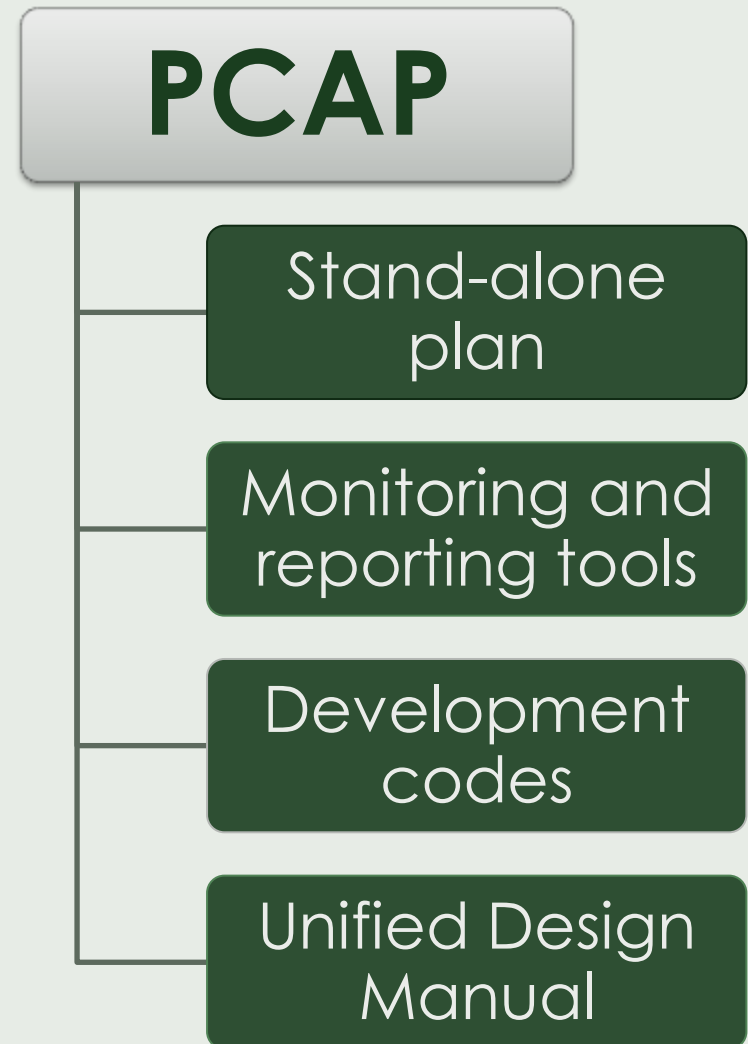 PCAP
Stand-alone
plan
Monitoring and
reporting tools
Development
codes
Unified Design
Manual